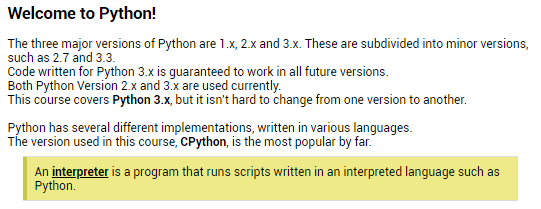 Welcome to Python!
The three major versions of Python are 1.x, 2.x and 3.x. These are subdivided into minor versions,
such as 2.7 and 3.3.
Code written for Python 3.x is guaranteed to work in all future versions.
Both Python Version 2.x and 3.x are used currently.
This course covers Python 3.x, but it isn't hard to change from one version to another.
Python has several different implementations, written in various languages.
The version used in this course, CPython, is the most popular by far.
An interpreter is a program that runs scripts written in an interpreted language such as
Python.